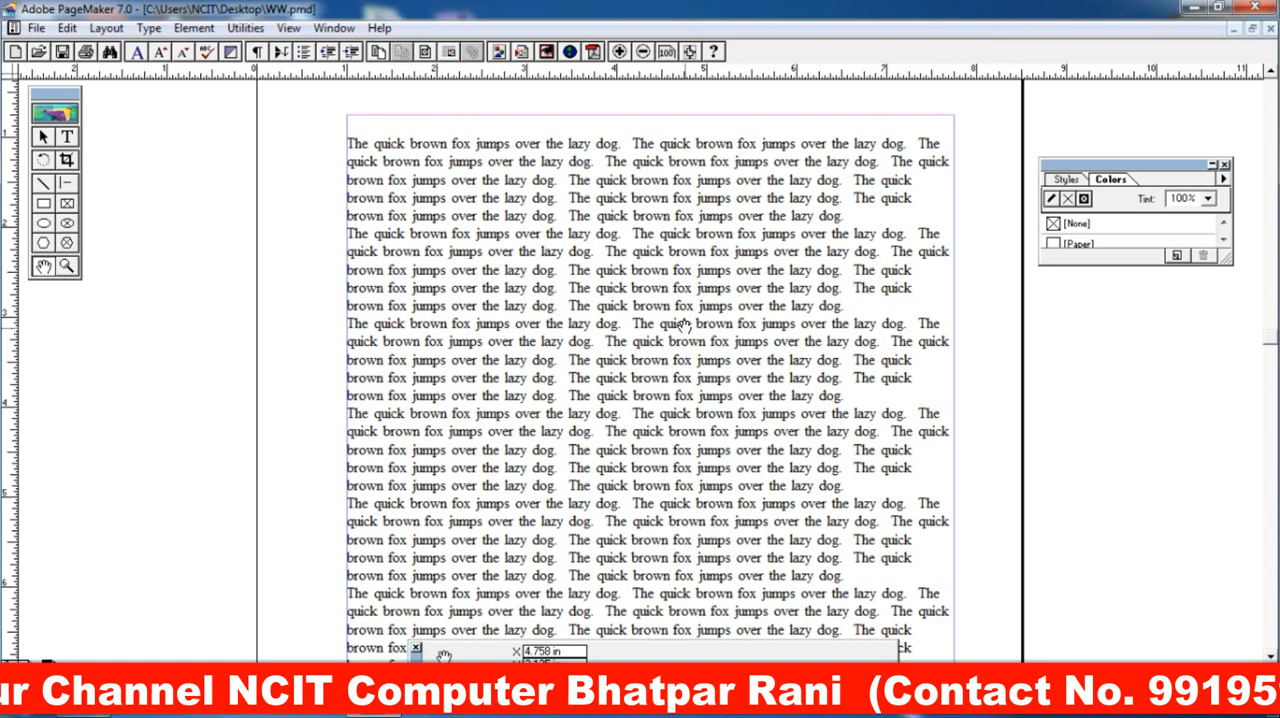 Adobe PageMaker 7.0 - [C:\Users\NCIT\Desktop\WW.pmd]
File Edit Layout Type Element Utilities View Window Help
2 1 0 1 2 3 4 5 6 7 8 9 10 11
The quick brown fox jumps over the lazy dog. The quick brown fox jumps over the lazy dog. The
quick brown fox jumps over the lazy dog. The quick brown fox jumps over the lazy dog. The quick
brown fox jumps over the lazy dog. The quick brown fox jumps over the lazy dog. The quick
brown fox jumps over the lazy dog. The quick brown fox jumps over the lazy dog. The quick
brown fox jumps over the lazy dog. The quick brown fox jumps over the lazy dog.
The quick brown fox jumps over the lazy dog. The quick brown fox jumps over the lazy dog. The
quick brown fox jumps over the lazy dog. The quick brown fox jumps over the lazy dog. The quick
brown fox jumps over the lazy dog. The quick brown fox jumps over the lazy dog. The quick
brown fox jumps over the lazy dog. The quick brown fox jumps over the lazy dog. The quick
brown fox jumps over the lazy dog. The quick brown fox jumps over the lazy dog.
The quick brown fox jumps over the lazy dog. The quick brown fox jumps over the lazy dog. The
quick brown fox jumps over the lazy dog. The quick brown fox jumps over the lazy dog. The quick
brown fox jumps over the lazy dog. The quick brown fox jumps over the lazy dog. The quick
brown fox jumps over the lazy dog. The quick brown fox jumps over the lazy dog. The quick
brown fox jumps over the lazy dog. The quick brown fox jumps over the lazy dog.
The quick brown fox jumps over the lazy dog. The quick brown fox jumps over the lazy dog. The
quick brown fox jumps over the lazy dog. The quick brown fox jumps over the lazy dog. The quick
brown fox jumps over the lazy dog. The quick brown fox jumps over the lazy dog. The quick
brown fox jumps over the lazy dog. The quick brown fox jumps over the lazy dog. The quick
brown fox jumps over the lazy dog. The quick brown fox jumps over the lazy dog.
The quick brown fox jumps over the lazy dog. The quick brown fox jumps over the lazy dog. The
quick brown fox jumps over the lazy dog. The quick brown fox jumps over the lazy dog. The quick
brown fox jumps over the lazy dog. The quick brown fox jumps over the lazy dog. The quick
brown fox jumps over the lazy dog. The quick brown fox jumps over the lazy dog. The quick
brown fox jumps over the lazy dog. The quick brown fox jumps over the lazy dog.
The quick brown fox jumps over the lazy dog. The quick brown fox jumps over the lazy dog. The
quick brown fox jumps over the lazy dog. The quick brown fox jumps over the lazy dog. The quick
brown fox jumps over the lazy dog. The quick brown fox jumps over the lazy dog. The quick
brown fox
Styles Colors
Tint: 100%
[None]
[Paper]
X 4.758 in
ur Channel NCIT Computer Bhatpar Rani (Contact No. 99195